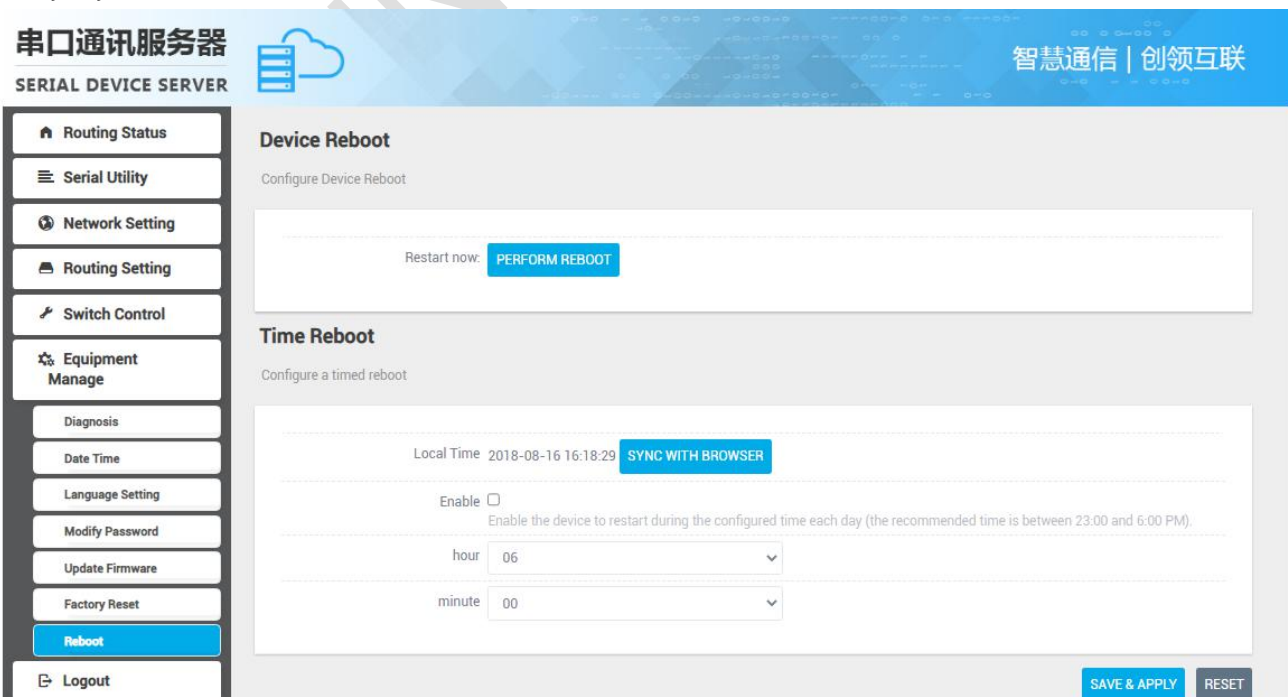 串口通讯服务器
SERIAL DEVICE SERVER
智慧通信 | 创领互联
Routing Status
Serial Utility
Network Setting
Routing Setting
Switch Control
Equipment
Manage
Diagnosis
Date Time
Language Setting
Modify Password
Update Firmware
Factory Reset
Reboot
Logout
Device Reboot
Configure Device Reboot
Restart now: PERFORM REBOOT
Time Reboot
Configure a timed reboot
Local Time 2018-08-16 16:18:29 SYNC WITH BROWSER
Enable
Enable the device to restart during the configured time each day (the recommended time is between 23:00 and 6:00 PM).
hour 06
minute 00
SAVE & APPLY RESET